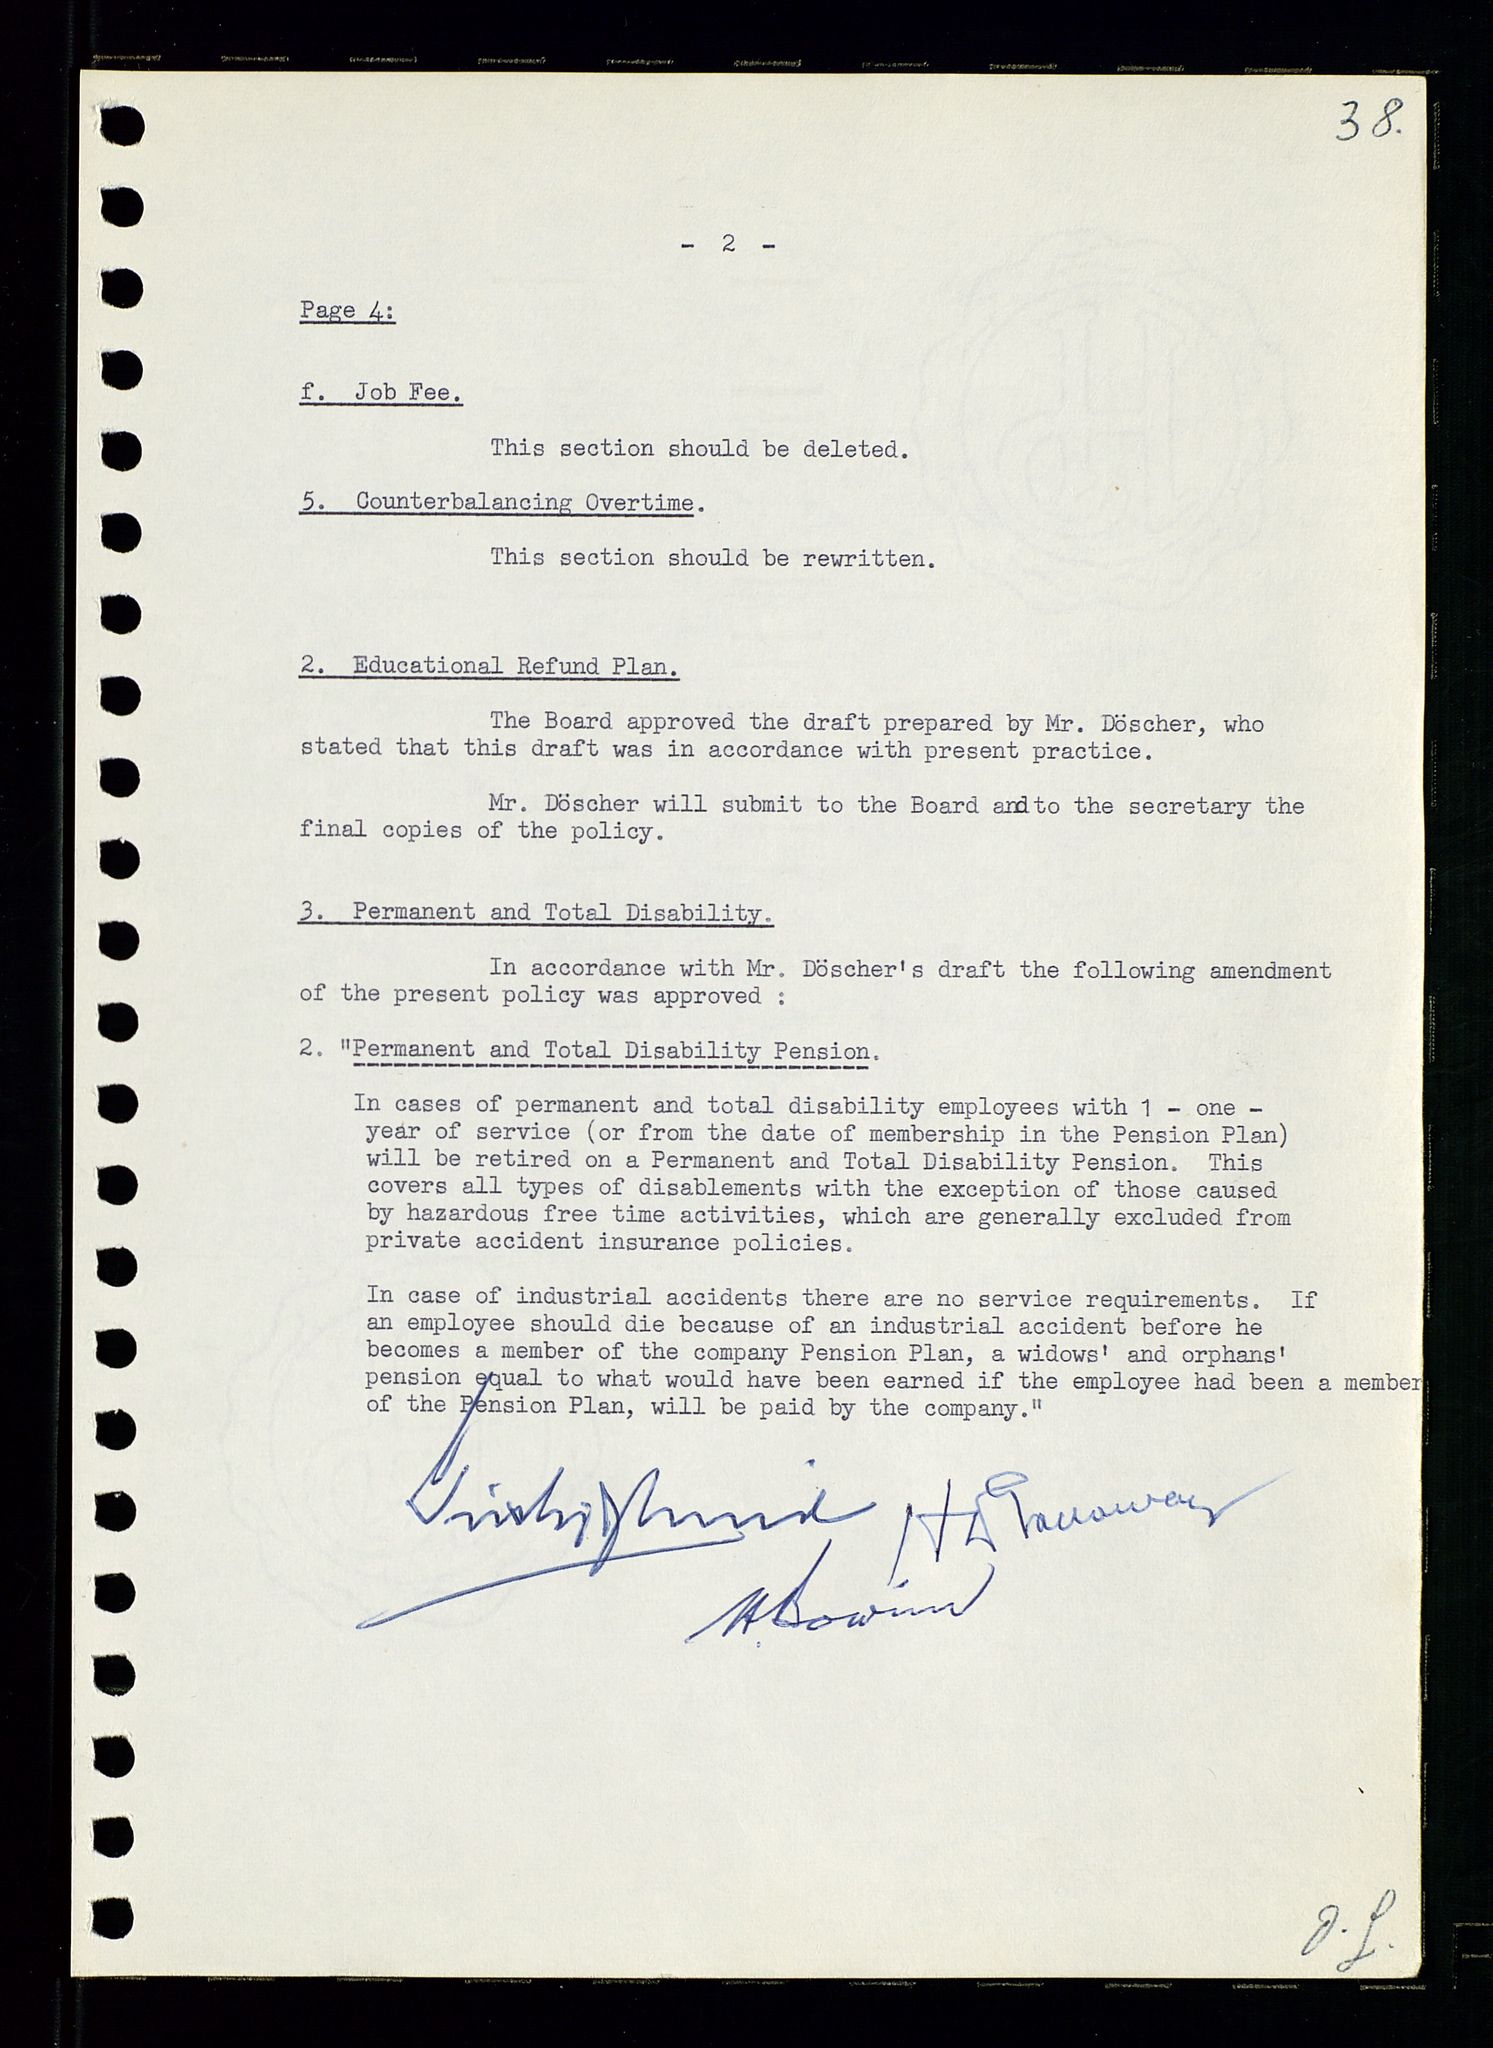 38.
- 2 -
Page 4:
f. Job Fee.
This section should be deleted.
5. Counterbalancing Overtime.
This section should be rewritten.
2. Educational Refund Plan.
The Board approved the draft prepared by Mr. Döscher, who
stated that this draft was in accordance with present practice.
Mr. Döscher will submit to the Board and to the secretary the
final copies of the policy.
3. Permanent and Total Disability.
In accordance with Mr. Döscher's draft the following amendment
of the present policy was approved :
2. "Permanent and Total Disability Pension.
In cases of permanent and total disability employees with 1 - one -
year of service (or from the date of membership in the Pension Plan)
will be retired on a Permanent and Total Disability Pension. This
covers all types of disablements with the exception of those caused
by hazardous free time activities, which are generally excluded from
private accident insurance policies.
In case of industrial accidents there are no service requirements. If
an employee should die because of an industrial accident before he
becomes a member of the company Pension Plan, a widows' and orphans'
pension equal to what would have been earned if the employee had been a member
of the Pension Plan, will be paid by the company."